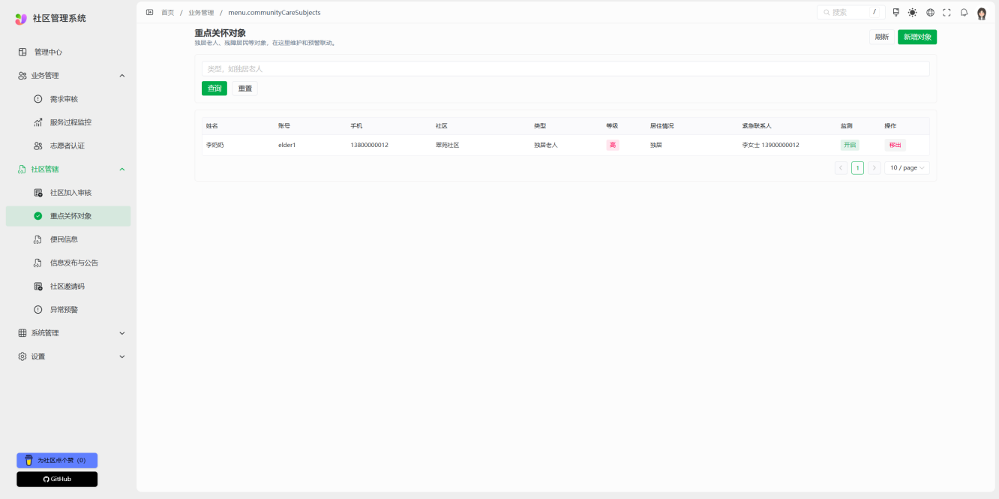 社区管理系统
管理中心
业务管理
需求审核
服务过程监控
志愿者认证
社区管辖
社区加入审核
重点关怀对象
便民信息
信息发布与公告
社区邀请码
异常预警
系统管理
设置
为社区点个赞（0）
GitHub
首页 / 业务管理 / menu.communityCareSubjects
搜索 /
重点关怀对象
独居老人、残障居民等对象，在这里维护和预警联动。
刷新 新增对象
类型，如独居老人
查询 重置
姓名 账号 手机 社区 类型 等级 居住情况 紧急联系人 监测 操作
李奶奶 elder1 13800000012 翠苑社区 独居老人 高 独居 李女士 13900000012 开启 移出
1 10 / page